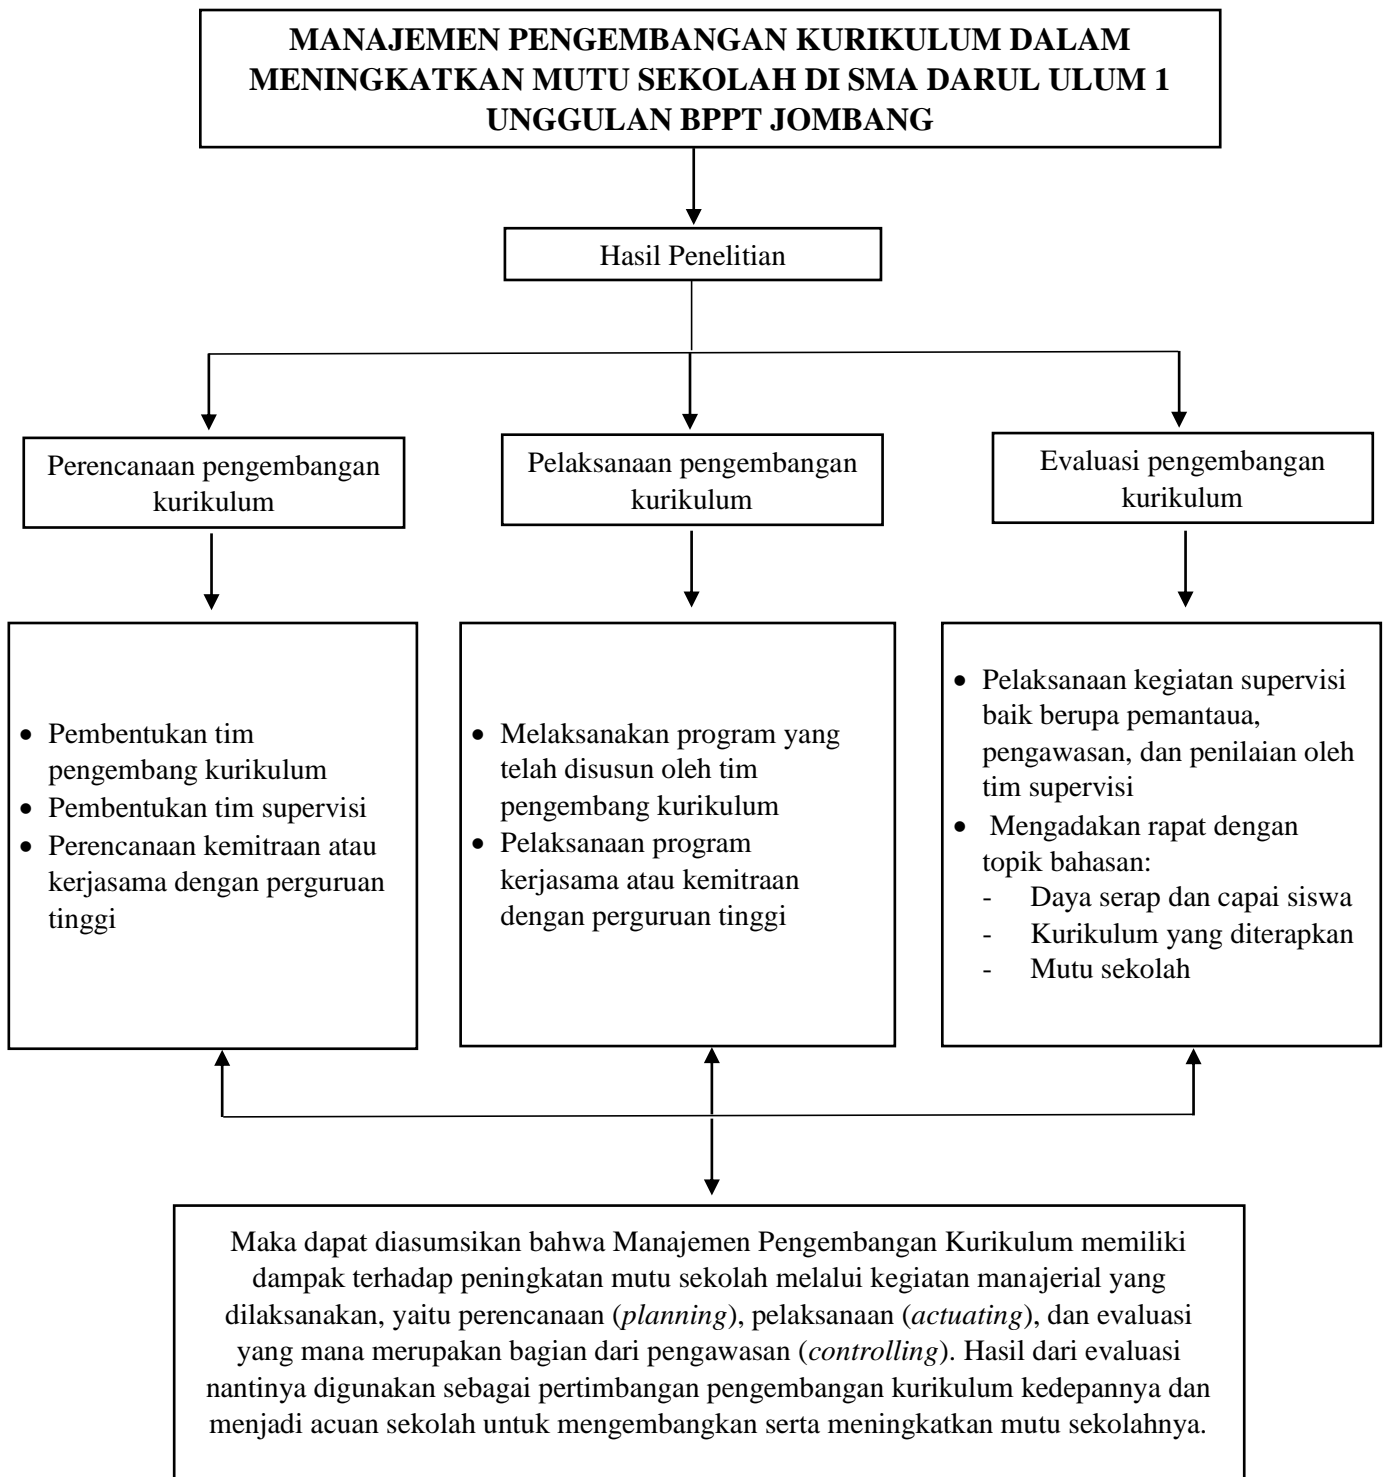 MANAJEMEN PENGEMBANGAN KURIKULUM DALAM
MENINGKATKAN MUTU SEKOLAH DI SMA DARUL ULUM 1
UNGGULAN BPPT JOMBANG
Hasil Penelitian
Perencanaan pengembangan
kurikulum
Pelaksanaan pengembangan
kurikulum
Evaluasi pengembangan
kurikulum
• Pembentukan tim
pengembang kurikulum
• Pembentukan tim supervisi
• Perencanaan kemitraan atau
kerjasama dengan perguruan
tinggi
• Melaksanakan program yang
telah disusun oleh tim
pengembang kurikulum
• Pelaksanaan program
kerjasama atau kemitraan
dengan perguruan tinggi
• Pelaksanaan kegiatan supervisi
baik berupa pemantaua,
pengawasan, dan penilaian oleh
tim supervisi
• Mengadakan rapat dengan
topik bahasan:
- Daya serap dan capai siswa
- Kurikulum yang diterapkan
- Mutu sekolah
Maka dapat diasumsikan bahwa Manajemen Pengembangan Kurikulum memiliki
dampak terhadap peningkatan mutu sekolah melalui kegiatan manajerial yang
dilaksanakan, yaitu perencanaan (planning), pelaksanaan (actuating), dan evaluasi
yang mana merupakan bagian dari pengawasan (controlling). Hasil dari evaluasi
nantinya digunakan sebagai pertimbangan pengembangan kurikulum kedepannya dan
menjadi acuan sekolah untuk mengembangkan serta meningkatkan mutu sekolahnya.